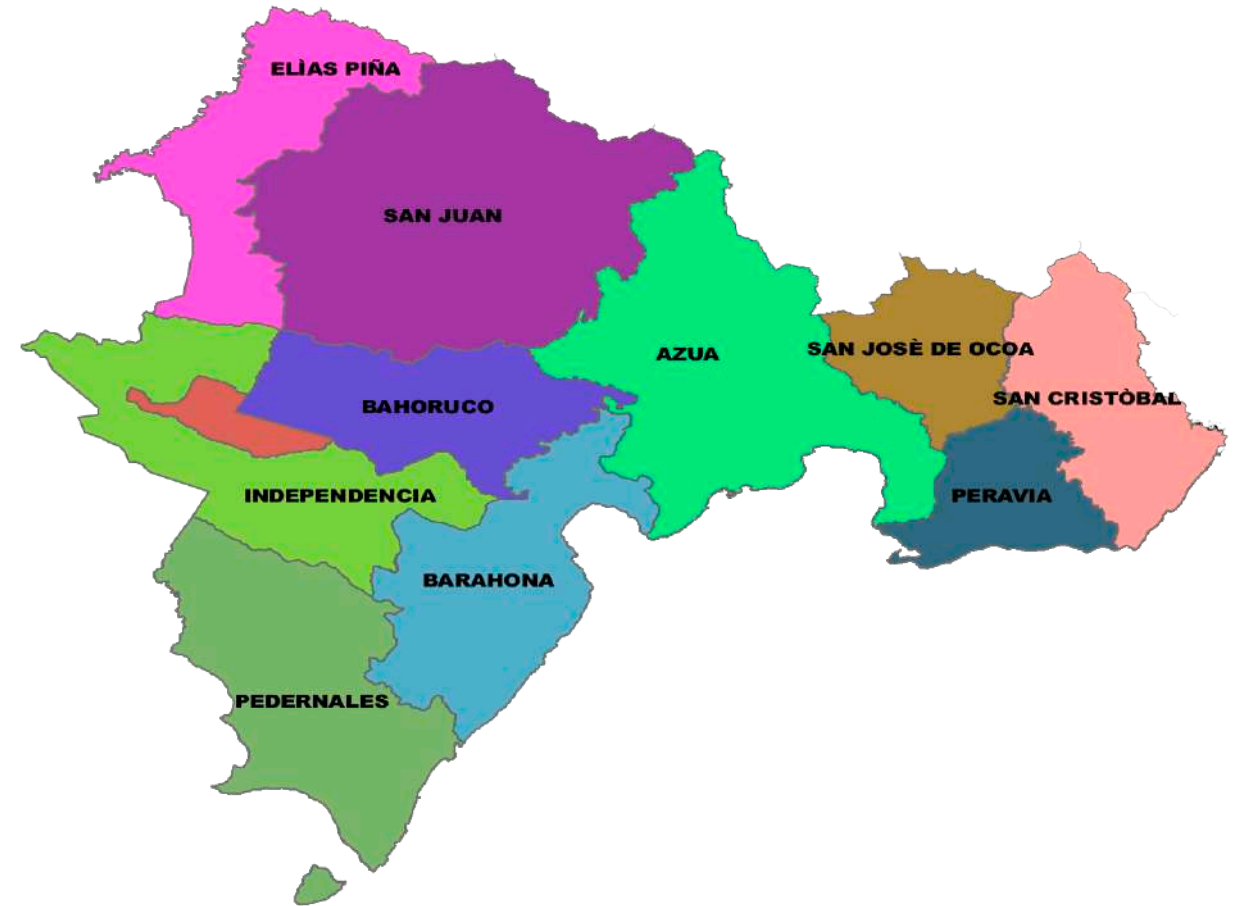 ELÌAS PIÑA
SAN JUAN
AZUA
SAN JOSÈ DE OCOA
SAN CRISTÒBAL
BAHORUCO
INDEPENDENCIA
PERAVIA
BARAHONA
PEDERNALES